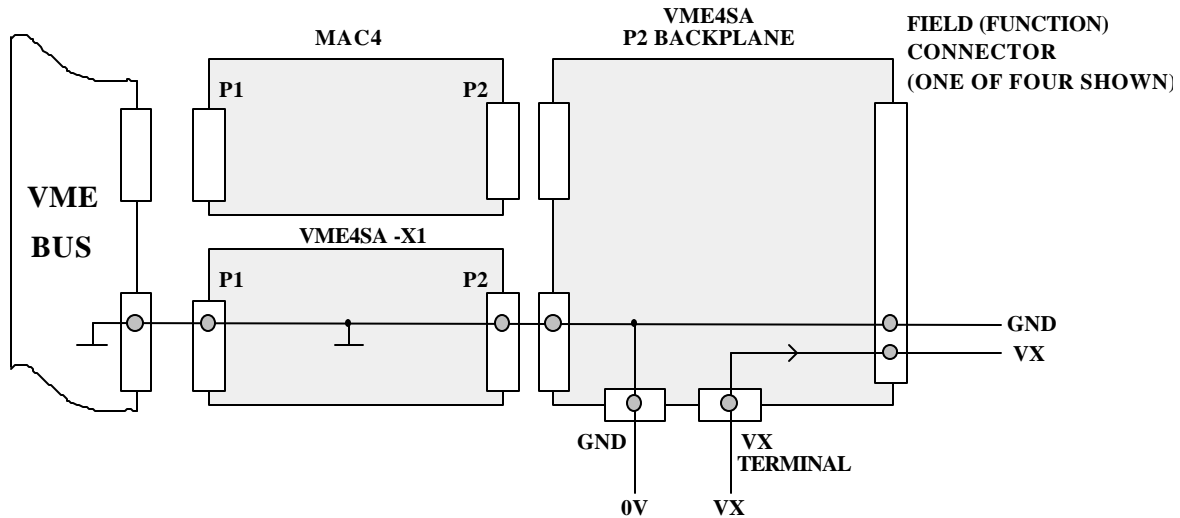 MAC4
VME4SA
P2 BACKPLANE
FIELD (FUNCTION)
CONNECTOR
(ONE OF FOUR SHOWN)
P1
P2
VME
BUS
VME4SA -X1
P1
P2
GND
VX
GND
VX
TERMINAL
0V
VX